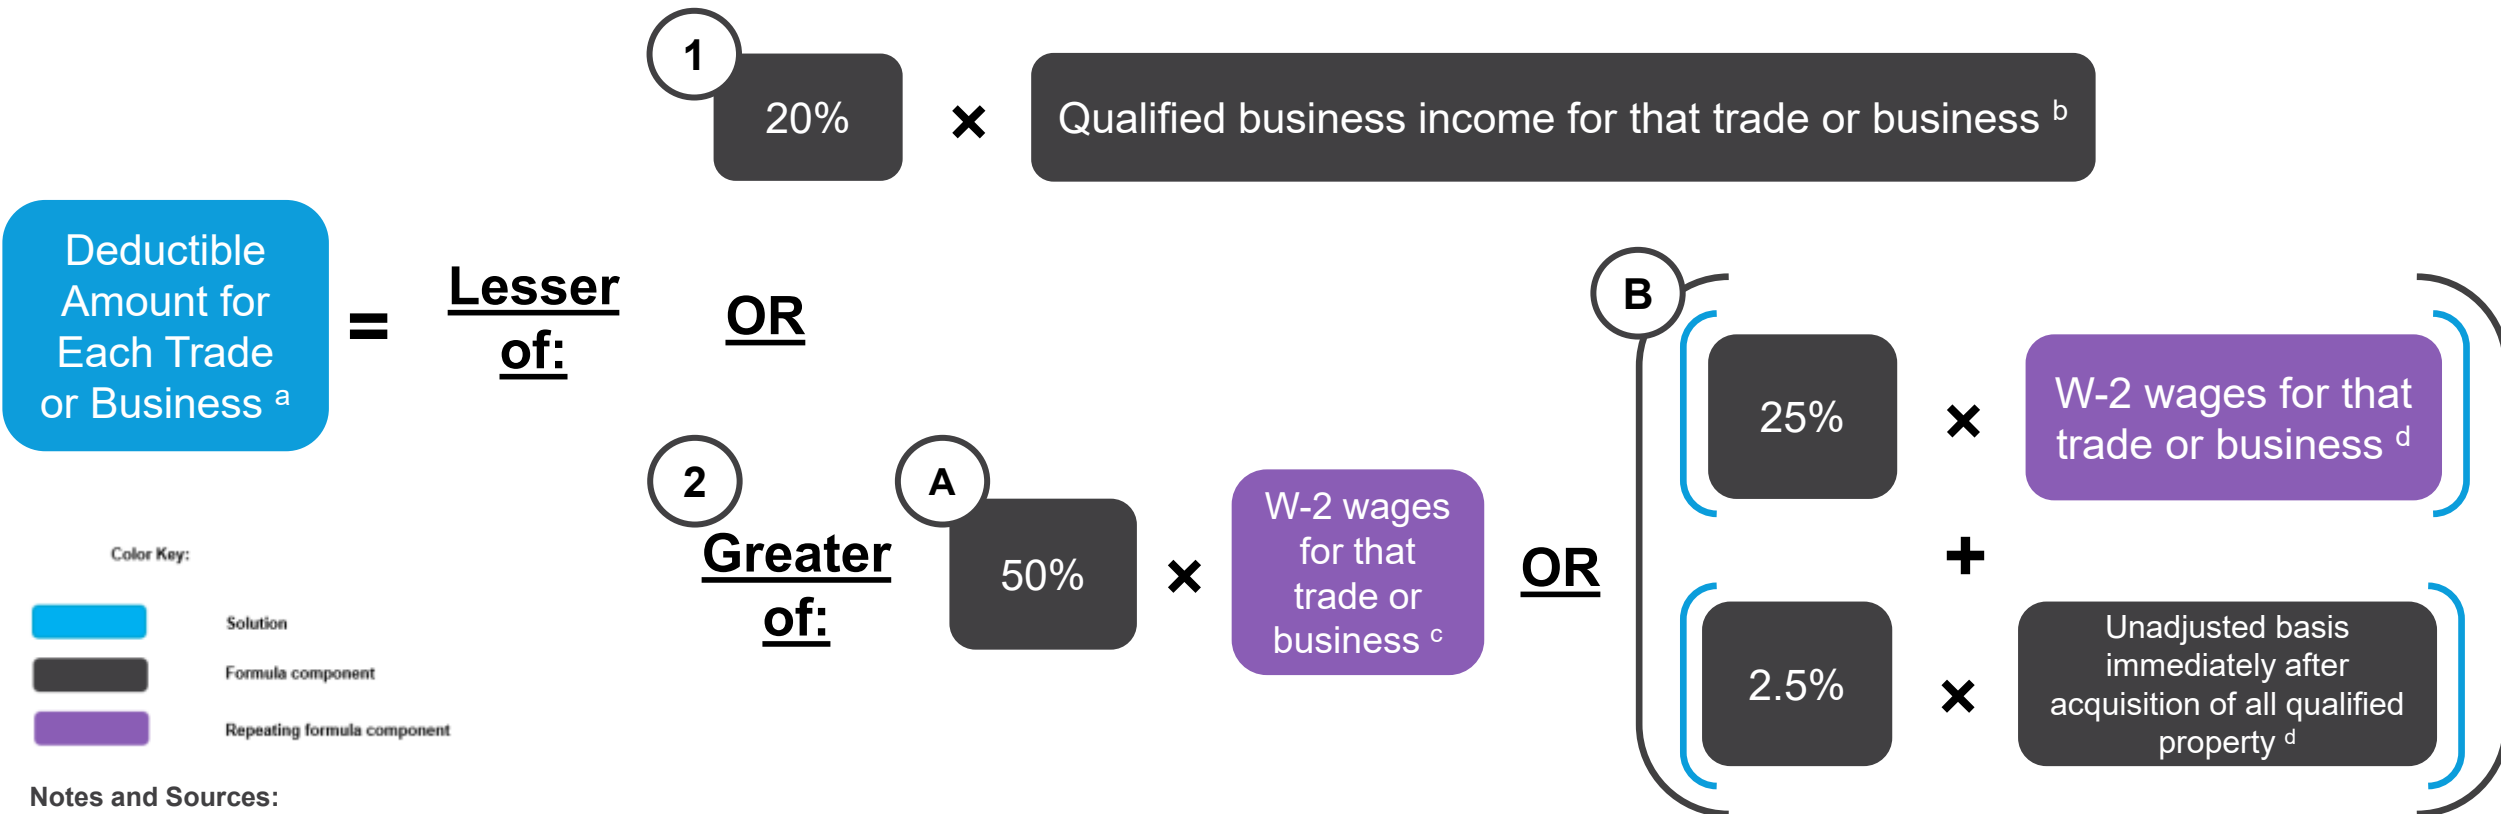 1
20%
×
Qualified business income for that trade or business b
Deductible
Amount for
Each Trade
or Business a
=
Lesser
of:
OR
2
Greater
of:
A
50%
×
W-2 wages
for that
trade or
business c
OR
B
25%
×
W-2 wages for that
trade or business d
+
2.5%
×
Unadjusted basis
immediately after
acquisition of all qualified
property d
Color Key:
Solution
Formula component
Repeating formula component
Notes and Sources: